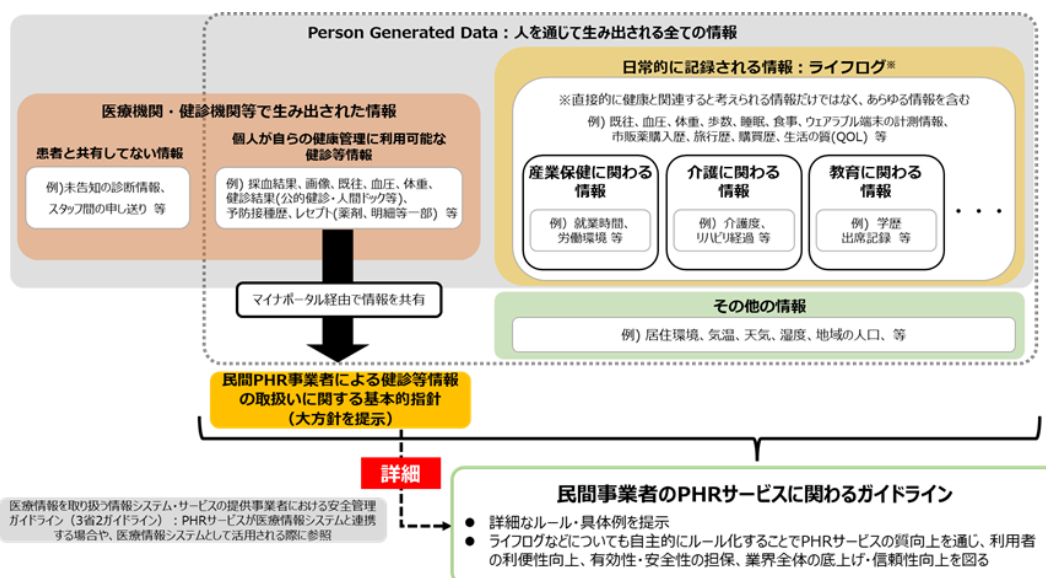 Person Generated Data：人を通じて生み出される全ての情報
日常的に記録される情報：ライフログ※
※直接的に健康と関連すると考えられる情報だけではなく、あらゆる情報を含む
例) 既往、血圧、体重、歩数、睡眠、食事、ウェアラブル端末の計測情報、
市販薬購入歴、旅行歴、購買歴、生活の質(QOL) 等
医療機関・健診機関等で生み出された情報
患者と共有してない情報
例)未告知の診断情報、
スタッフ間の申し送り 等
個人が自らの健康管理に利用可能な
健診等情報
例) 採血結果、画像、既往、血圧、体重、
健診結果(公的健診・人間ドック等)、
予防接種歴、レセプト(薬剤、明細等一部) 等
産業保健に関わる
情報
例) 就業時間、
労働環境 等
介護に関わる
情報
例) 介護度、
リハビリ経過 等
教育に関わる
情報
例) 学歴
出席記録 等
・・・
マイナポータル経由で情報を共有
その他の情報
例) 居住環境、気温、天気、湿度、地域の人口、等
民間PHR事業者による健診等情報
の取扱いに関する基本的指針
（大方針を提示）
詳細
医療情報を取り扱う情報システム・サービスの提供事業者における安全管理
ガイドライン（3省2ガイドライン）：PHRサービスが医療情報システムと連携
する場合や、医療情報システムとして活用される際に参照
民間事業者のPHRサービスに関わるガイドライン
● 詳細なルール・具体例を提示
● ライフログなどについても自主的にルール化することでPHRサービスの質向上を通じ、利用者
の利便性向上、有効性・安全性の担保、業界全体の底上げ・信頼性向上を図る